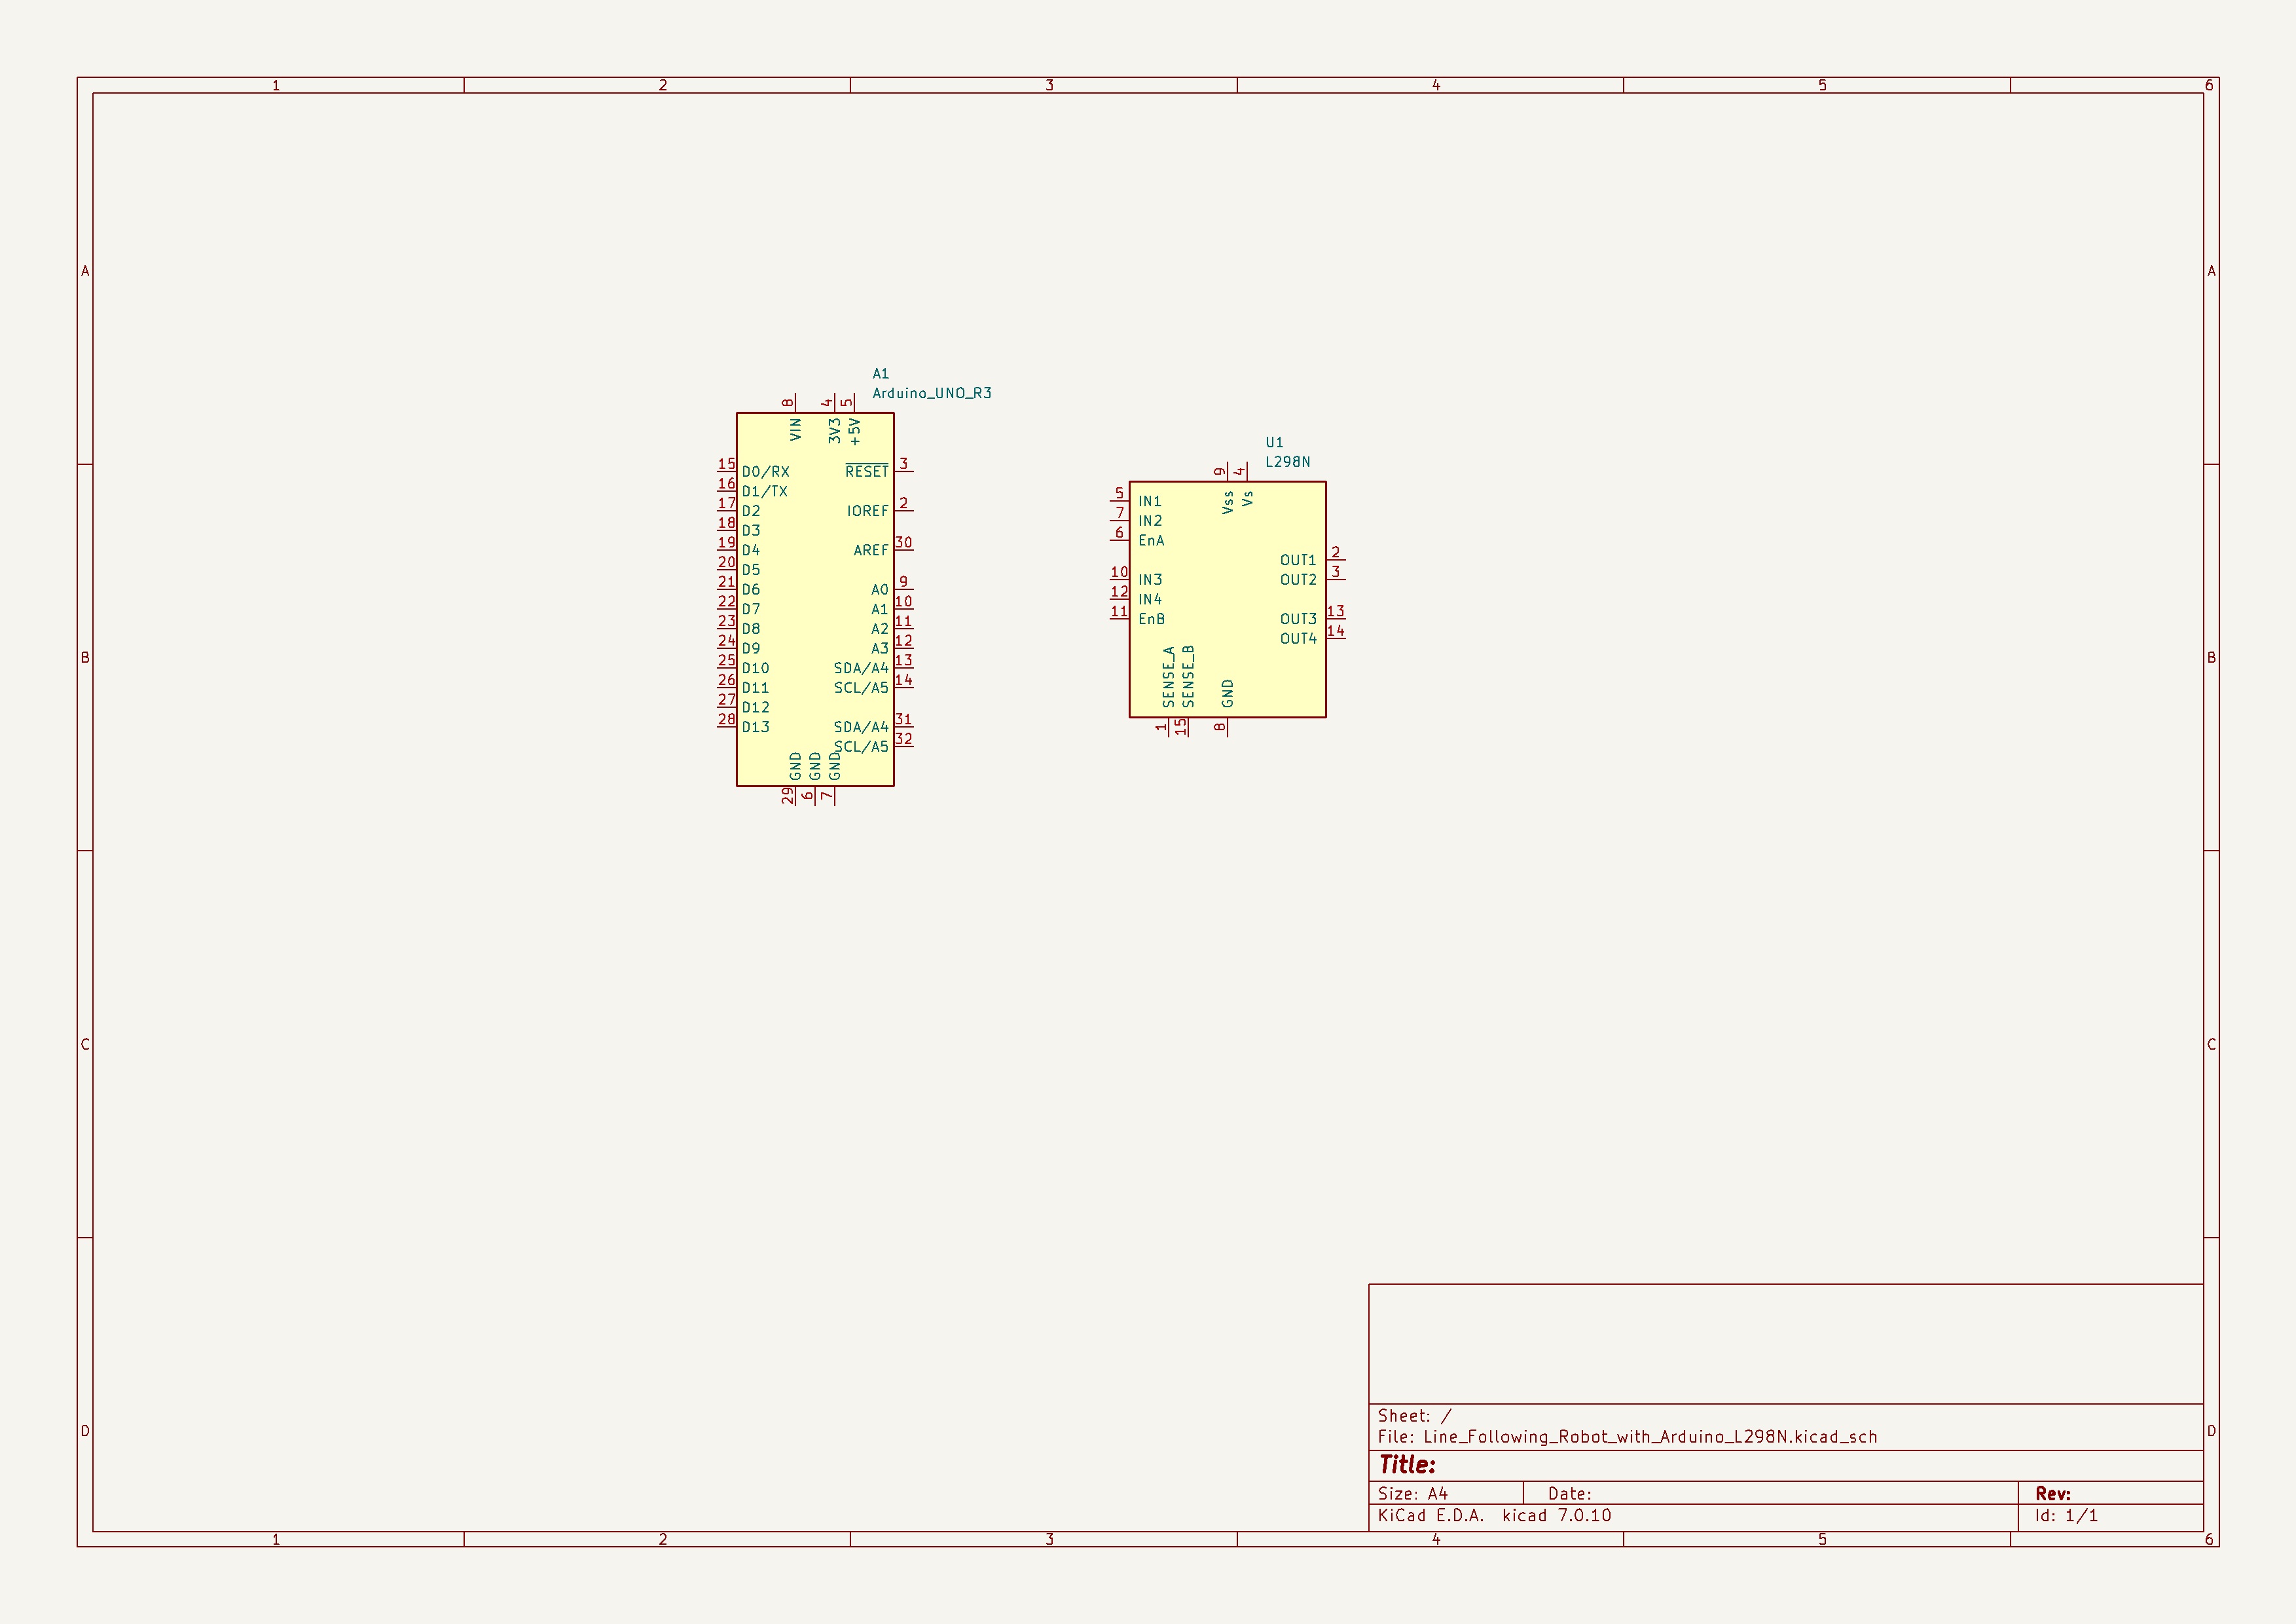 1 2 3 4 5 6
A A
B B
C C
D D
A1
Arduino_UNO_R3
8 4 5
VIN 3V3 +5V
15 D0/RX RESET 3
16 D1/TX
17 D2 IOREF 2
18 D3
19 D4 AREF 30
20 D5
21 D6 A0 9
22 D7 A1 10
23 D8 A2 11
24 D9 A3 12
25 D10 SDA/A4 13
26 D11 SCL/A5 14
27 D12
28 D13 SDA/A4 31
SCL/A5 32
GND GND GND
29 6 7
U1
L298N
9 4
Vss Vs
5 IN1
7 IN2
6 EnA
OUT1 2
10 IN3 OUT2 3
12 IN4
11 EnB OUT3 13
OUT4 14
SENSE_A SENSE_B GND
1 15 8
Sheet: /
File: Line_Following_Robot_with_Arduino_L298N.kicad_sch
Title:
Size: A4 Date: Rev:
KiCad E.D.A. kicad 7.0.10 Id: 1/1
1 2 3 4 5 6